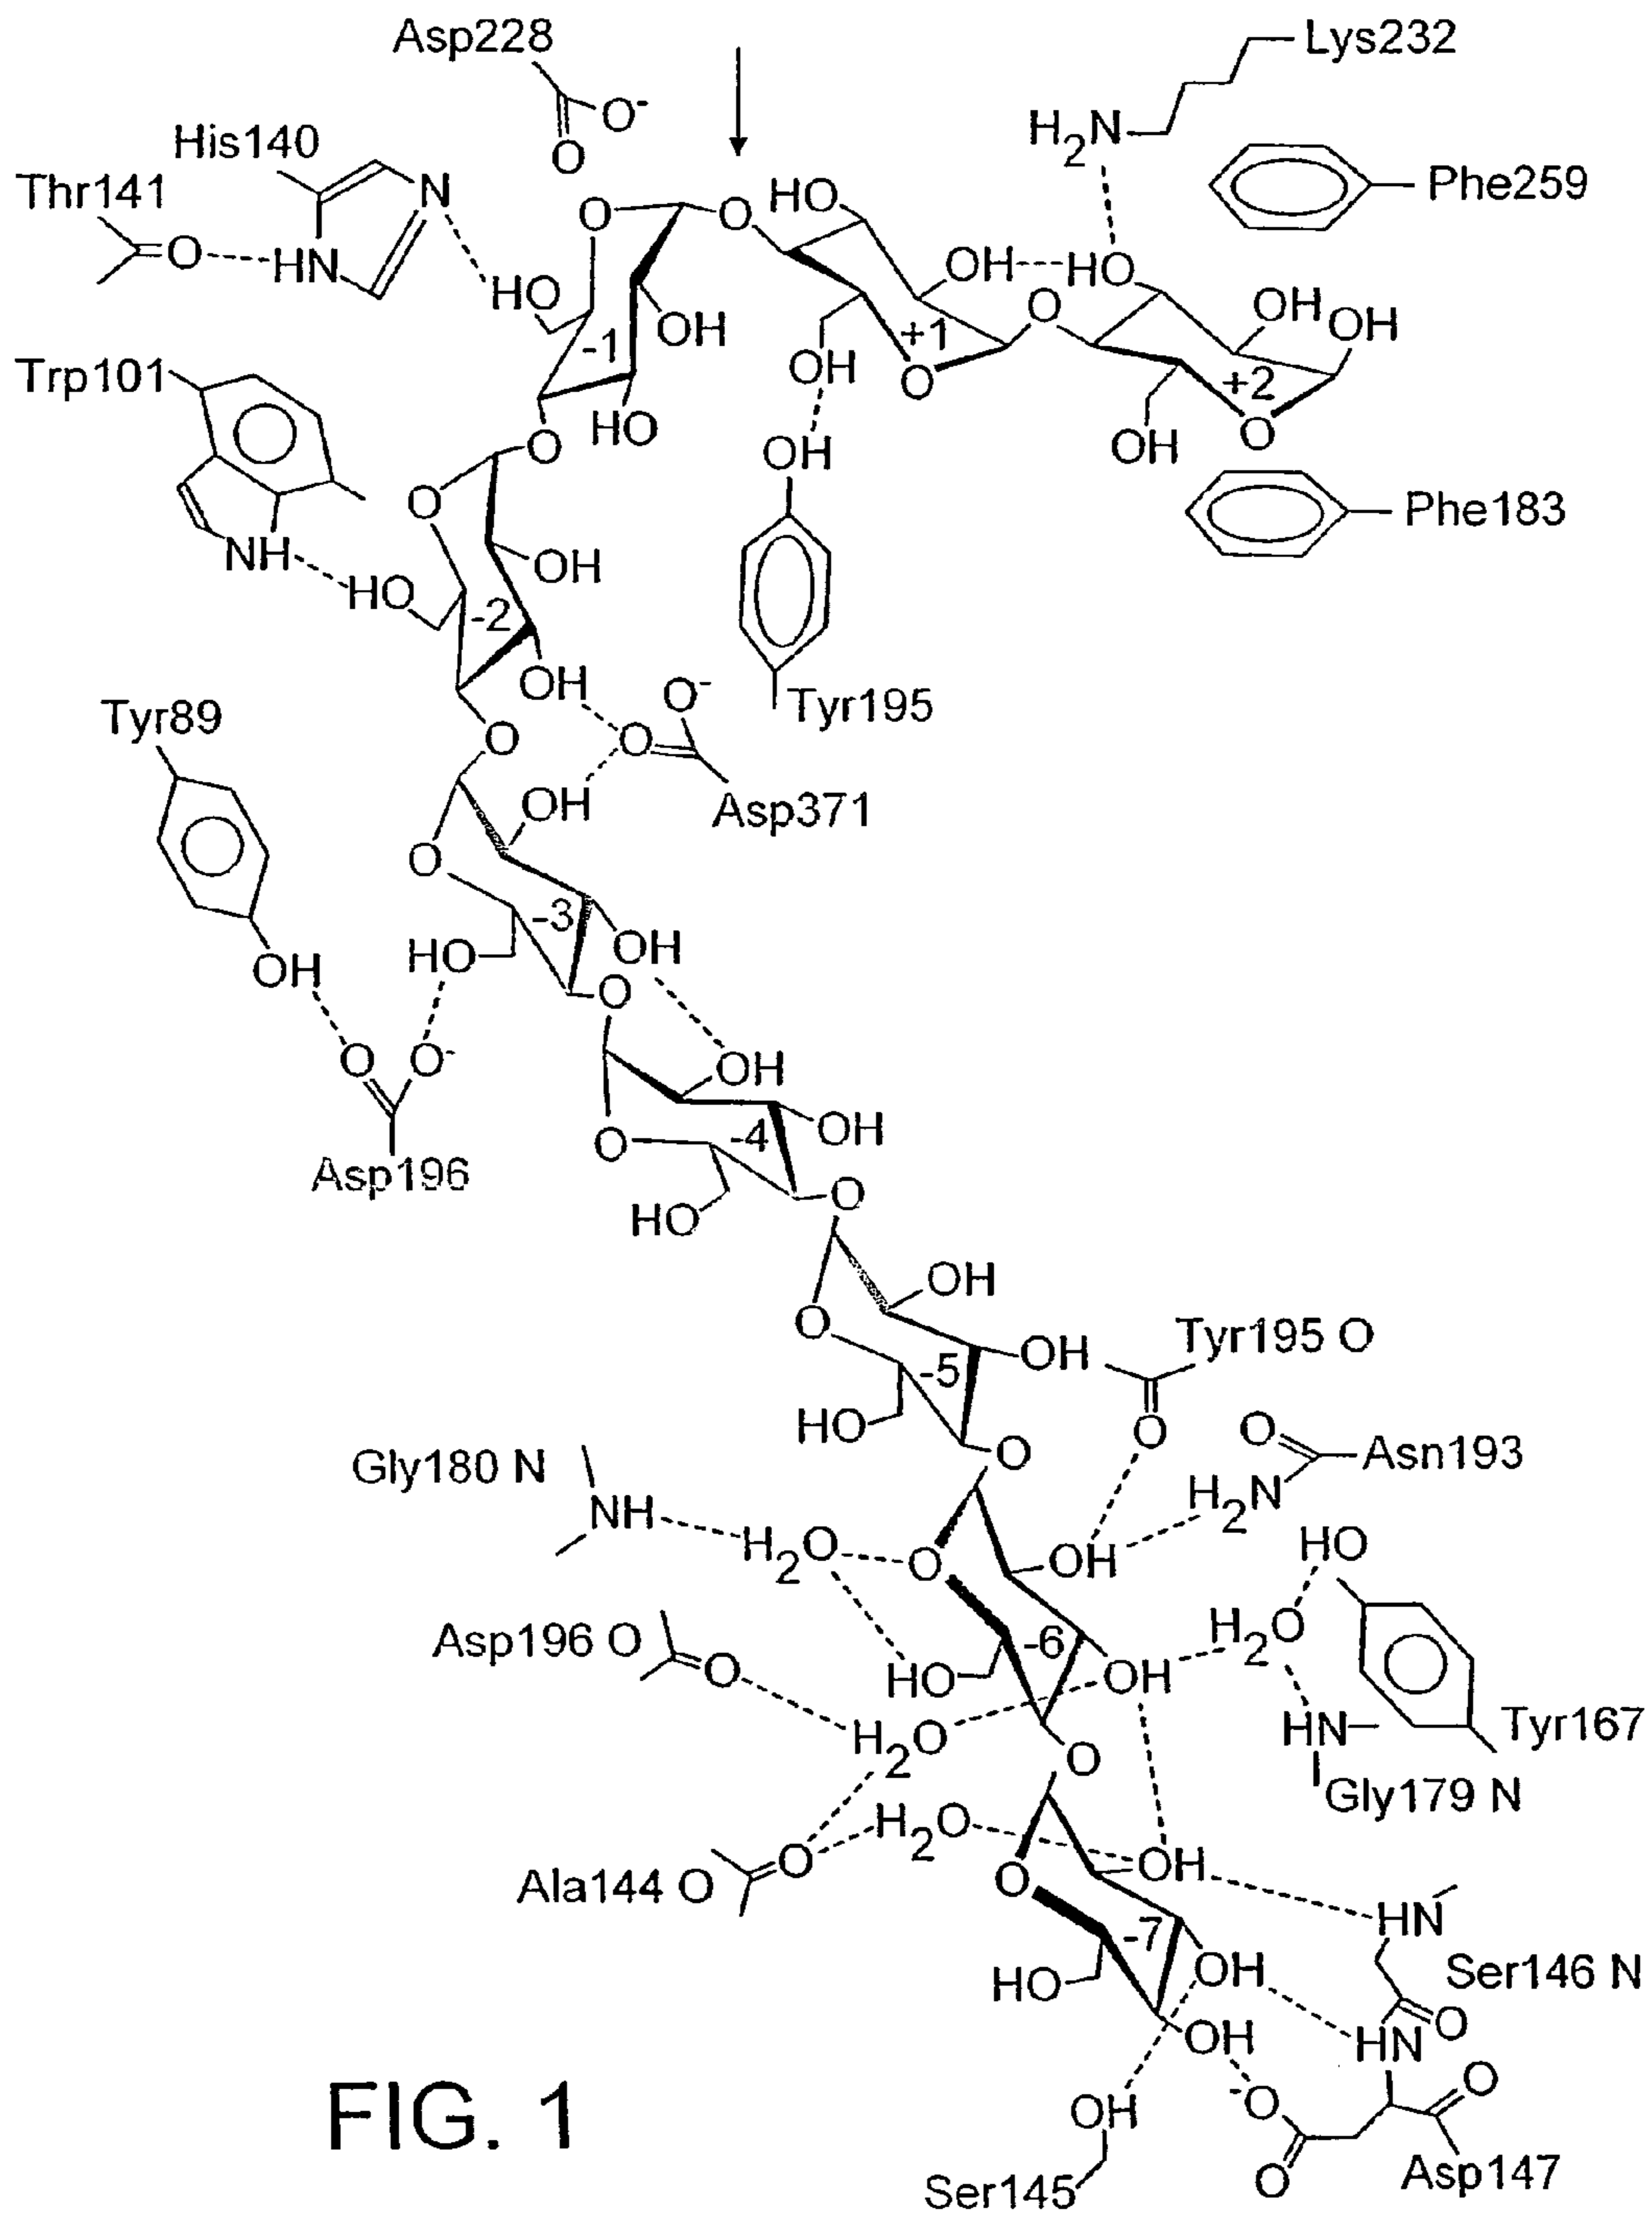 Asp228
O-
O
Lys232
H2N
His140
Thr141
N
O
HN
Phe259
O
O
HO
HO
OH
HO
OH
-1
O
OH
OH
+1
OH
O
+2
O
OH
HO
Trp101
O
OH
Phe183
NH
O
OH
HO
-2
OH
O-
Tyr195
Tyr89
O
O
OH
Asp371
O
-3
OH
HO
OH
O
O
O-
OH
-4
OH
O
Asp196
O
HO
OH
O
OH
Tyr195 O
-5
HO
O
O
O
Asn193
Gly180 N
H2N
NH
H2O
O
OH
HO
Asp196 O
O
-6
H2O
HO
OH
H2O
HN
Tyr167
O
Gly179 N
H2O
O
OH
Ala144 O
O
HN
-7
OH
Ser146 N
HO
O
OH
HN
FIG. 1
OH
-O
O
O
Asp147
Ser145